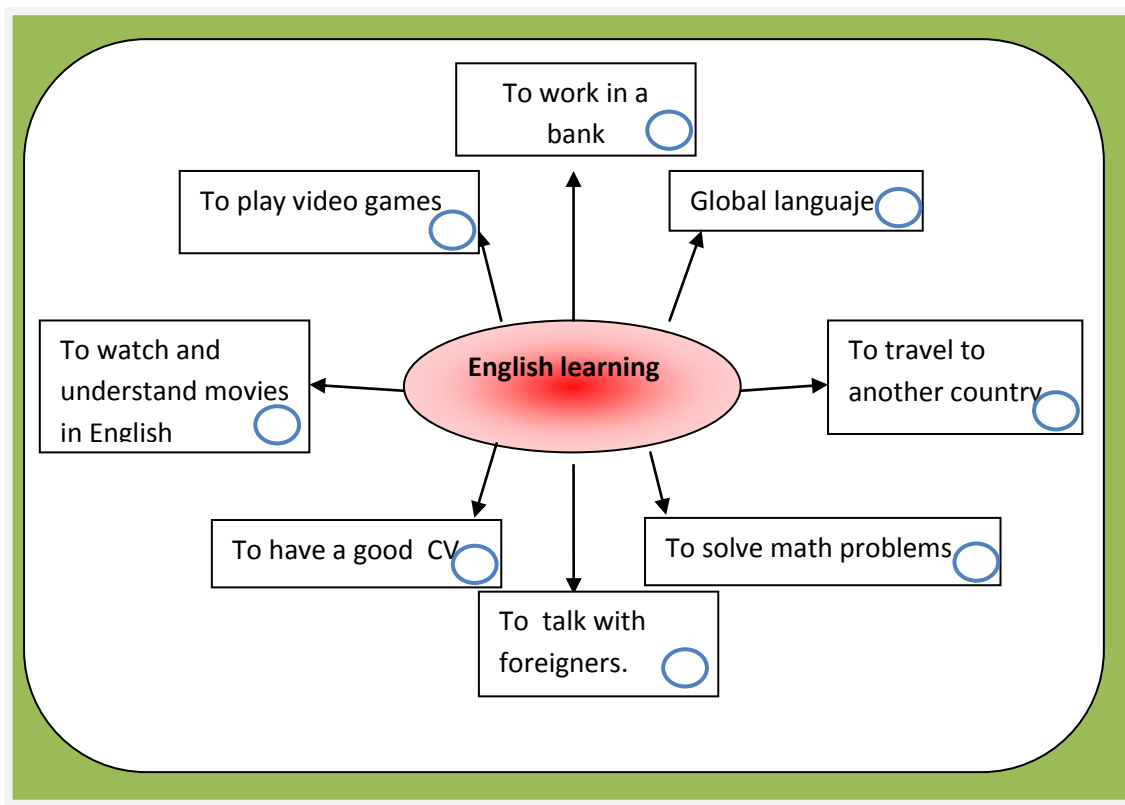 To work in a
bank
To play video games
Global languaje
To watch and
understand movies
in English
English learning
To travel to
another country
To have a good  CV
To solve math problems
To  talk with
foreigners.